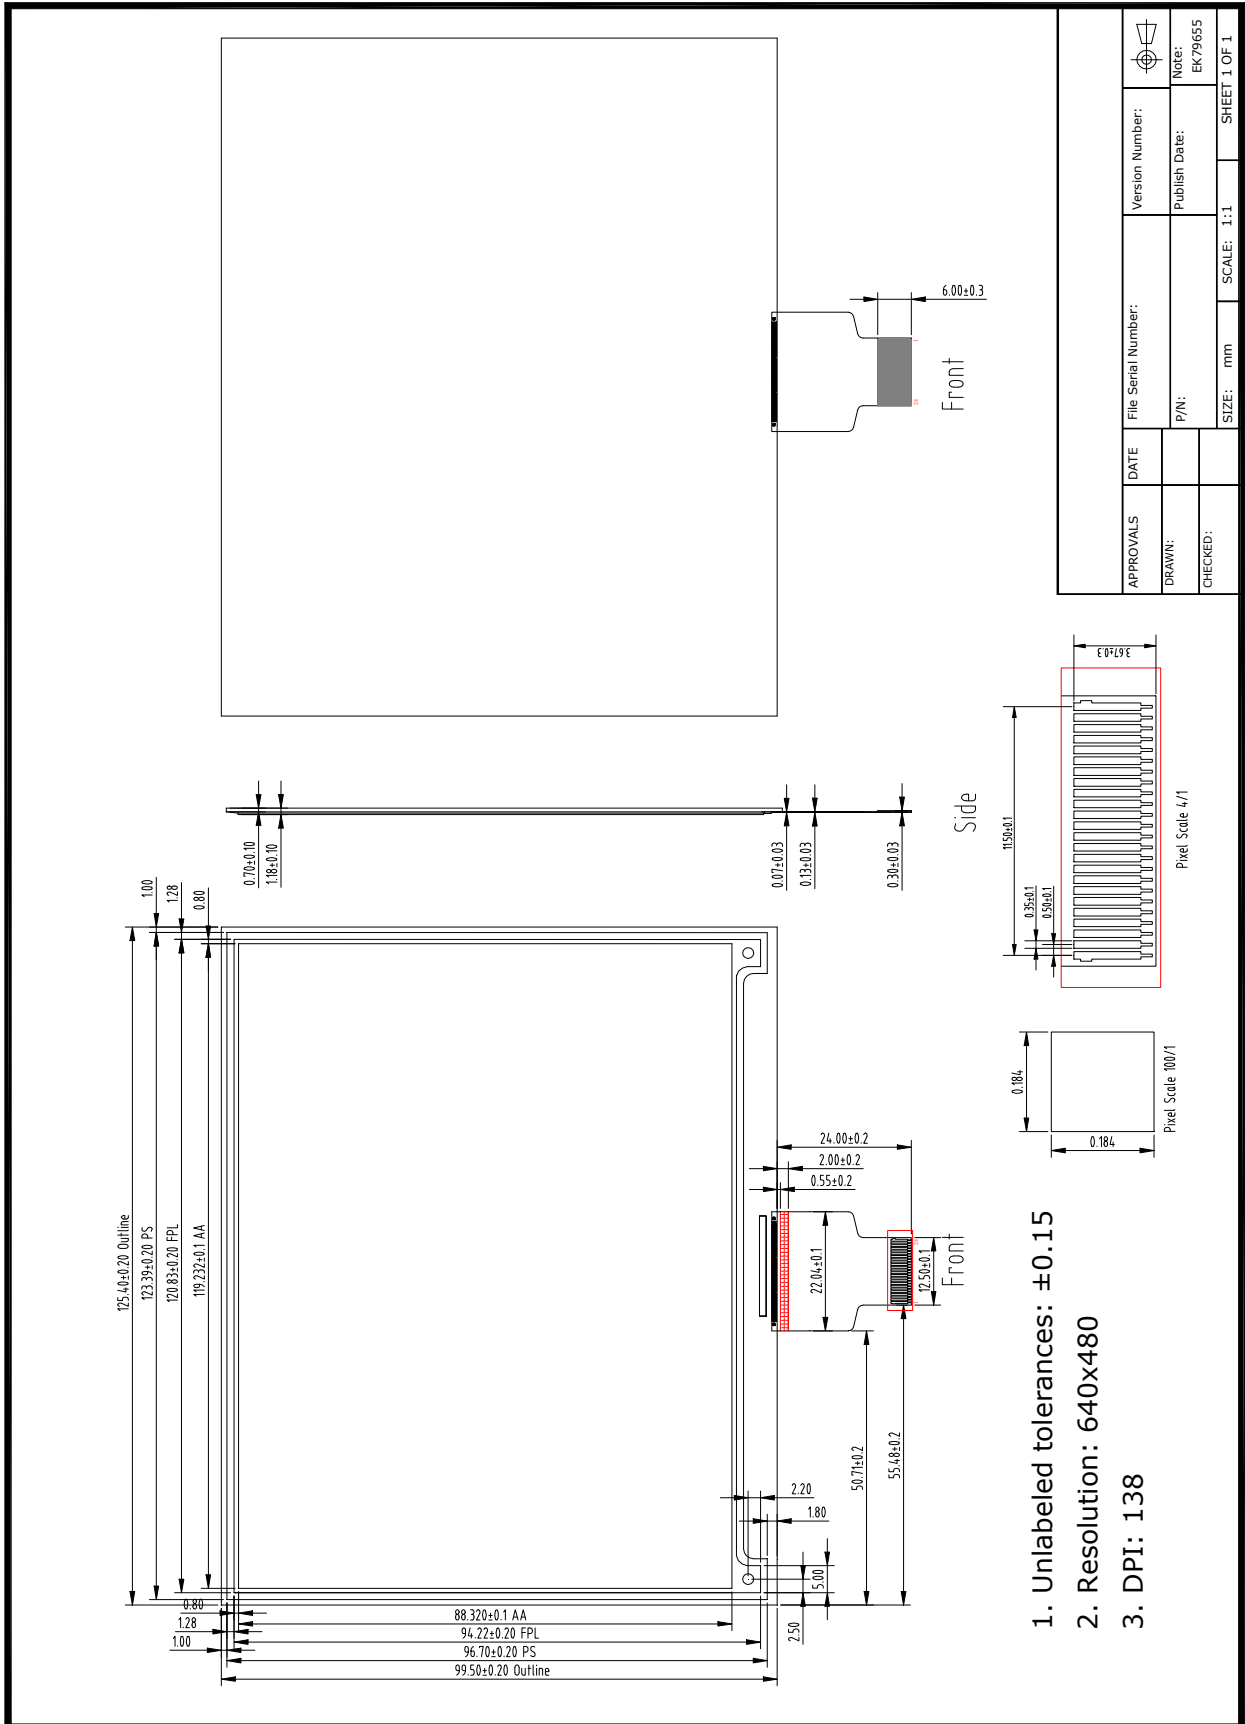 125.40±0.20 Outline
123.39±0.20 PS
120.83±0.20 FPL
119.232±0.1 AA
1.00
1.28
0.80
0.80
1.28
1.00
88.320±0.1 AA
94.22±0.20 FPL
96.70±0.20 PS
99.50±0.20 Outline
2.50
5.00
1.80
2.20
50.71±0.2
55.48±0.2
22.04±0.1
12.50±0.1
0.55±0.2
2.00±0.2
24.00±0.2
Front
0.70±0.10
1.18±0.10
0.07±0.03
0.13±0.03
0.30±0.03
Side
6.00±0.3
1
24
Front
0.184
0.184
Pixel Scale 100/1
11.50±0.1
0.35±0.1
0.50±0.1
3.67±0.3
Pixel Scale 4/1
1. Unlabeled tolerances: ±0.15
2. Resolution: 640x480
3. DPI: 138
APPROVALS
DATE
DRAWN:
CHECKED:
File Serial Number:
Version Number:
P/N:
Publish Date:
Note:
EK79655
SIZE: mm
SCALE: 1:1
SHEET 1 OF 1